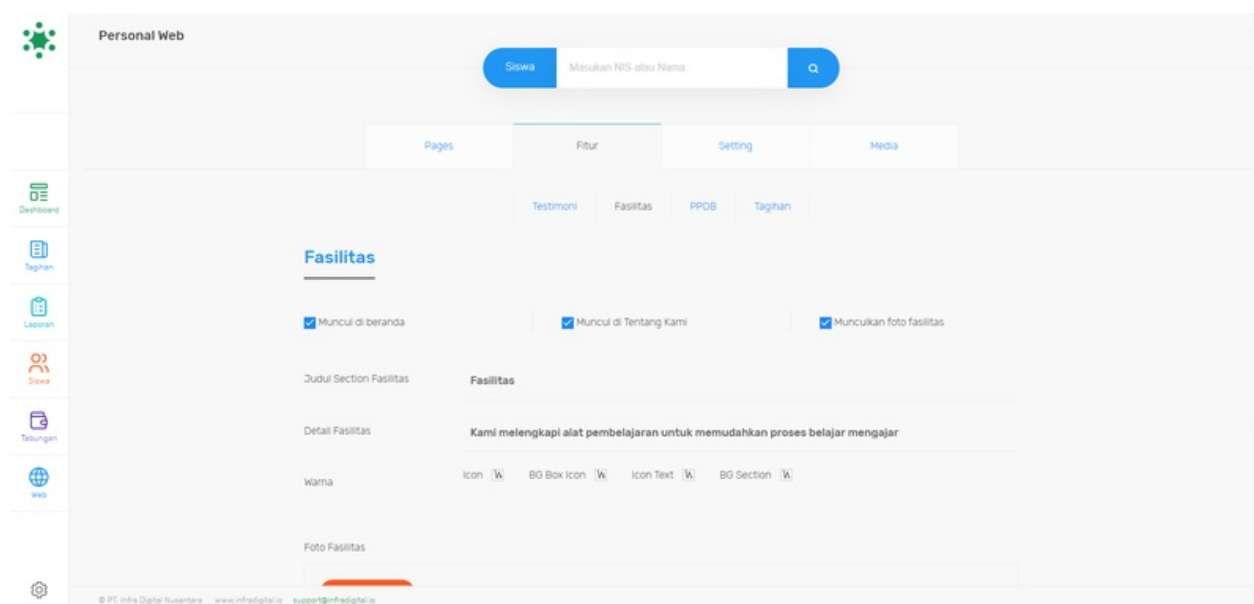 Personal Web
Siswa Masukan NIS atau Nama
Pages Fitur Setting Media
Testimoni Fasilitas PPDB Tagihan
Dashboard
Tagihan
Laporan
Siswa
Tabungan
Web
Fasilitas
Muncul di beranda Muncul di Tentang Kami Munculkan foto fasilitas
Judul Section Fasilitas Fasilitas
Detail Fasilitas Kami melengkapi alat pembelajaran untuk memudahkan proses belajar mengajar
Warna Icon W BG Box Icon W Icon Text W BG Section W
Foto Fasilitas
© PT. Infra Digital Nusantara www.infradigital.io support@infradigital.io